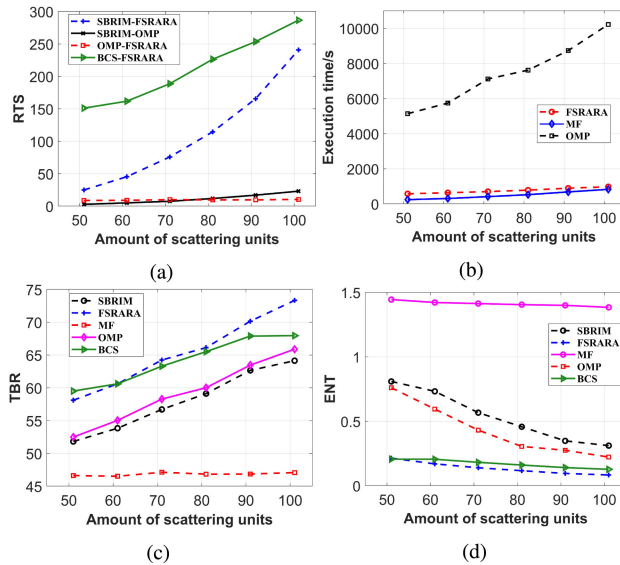 300
250
200
150
100
50
0
RTS
SBRIM-FSRARA
SBRIM-OMP
OMP-FSRARA
BCS-FSRARA
50 60 70 80 90 100
Amount of scattering units
(a)
10000
8000
6000
4000
2000
0
Execution time/s
FSRARA
MF
OMP
50 60 70 80 90 100
Amount of scattering units
(b)
75
70
65
60
55
50
45
TBR
SBRIM
FSRARA
MF
OMP
BCS
50 60 70 80 90 100
Amount of scattering units
(c)
1.5
1
0.5
0
ENT
SBRIM
FSRARA
MF
OMP
BCS
50 60 70 80 90 100
Amount of scattering units
(d)